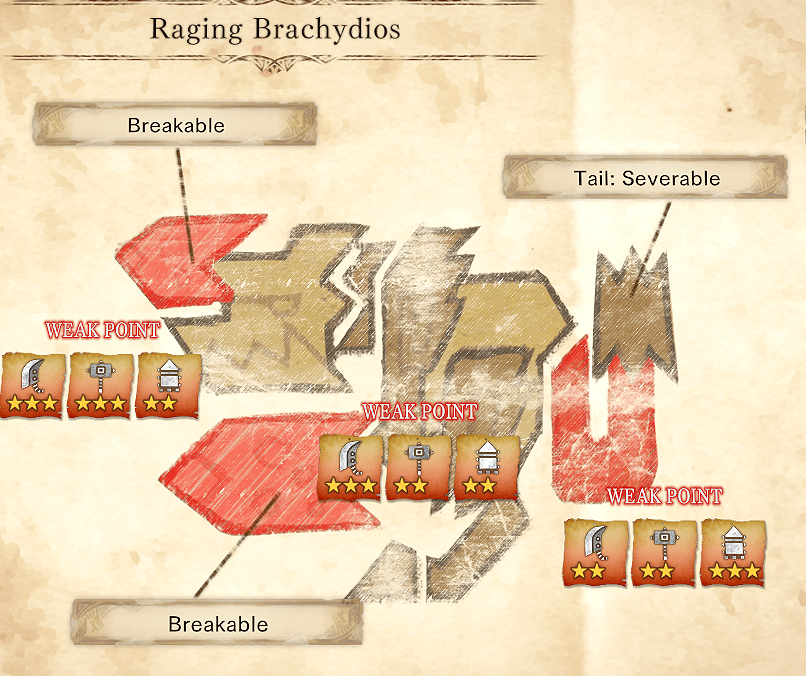 Raging Brachydios
Breakable
Tail: Severable
WEAK POINT
WEAK POINT
WEAK POINT
Breakable